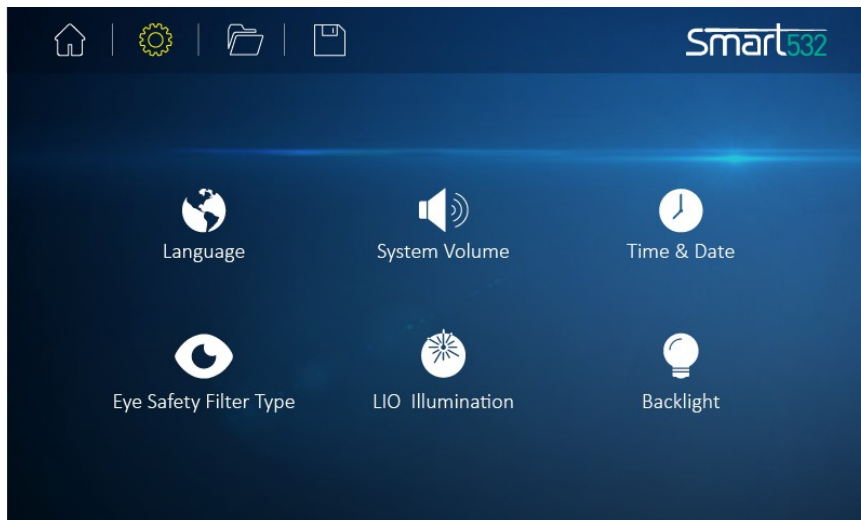 Smart532
Language
System Volume
Time & Date
Eye Safety Filter Type
LIO Illumination
Backlight